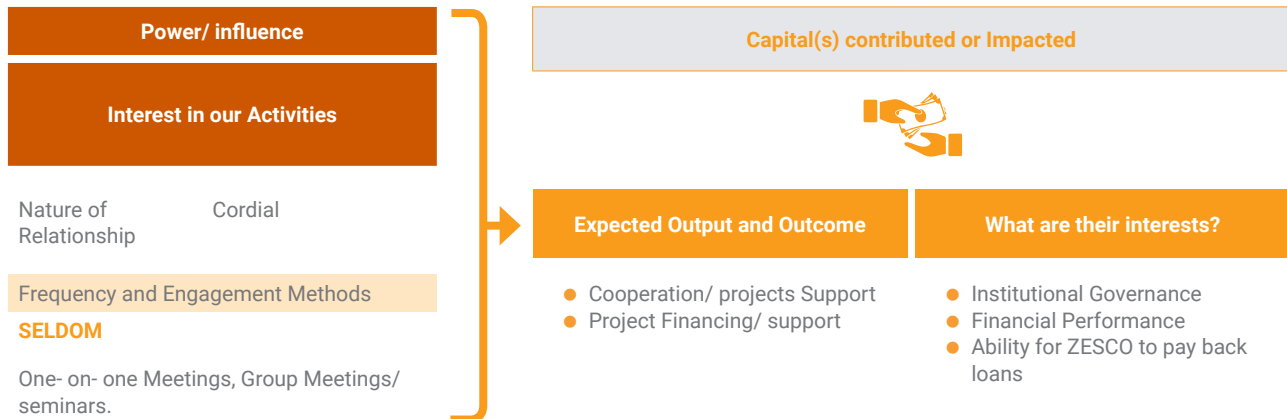 Power/ influence
Interest in our Activities
Nature of
Relationship
Cordial
Frequency and Engagement Methods
SELDOM
One- on- one Meetings, Group Meetings/
seminars.
Capital(s) contributed or Impacted
Expected Output and Outcome
Cooperation/ projects Support
Project Financing/ support
What are their interests?
Institutional Governance
Financial Performance
Ability for ZESCO to pay back
loans